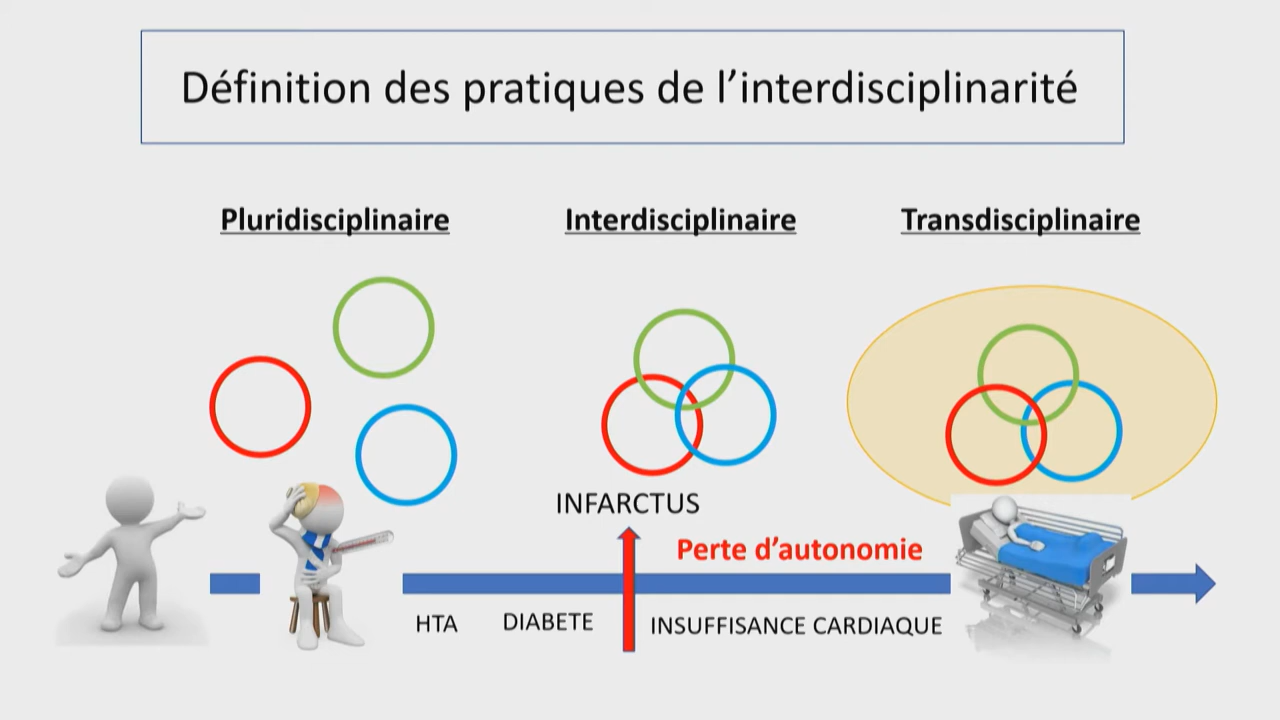 Définition des pratiques de l’interdisciplinarité
Pluridisciplinaire
Interdisciplinaire
Transdisciplinaire
INFARCTUS
Perte d’autonomie
HTA
DIABETE
INSUFFISANCE CARDIAQUE